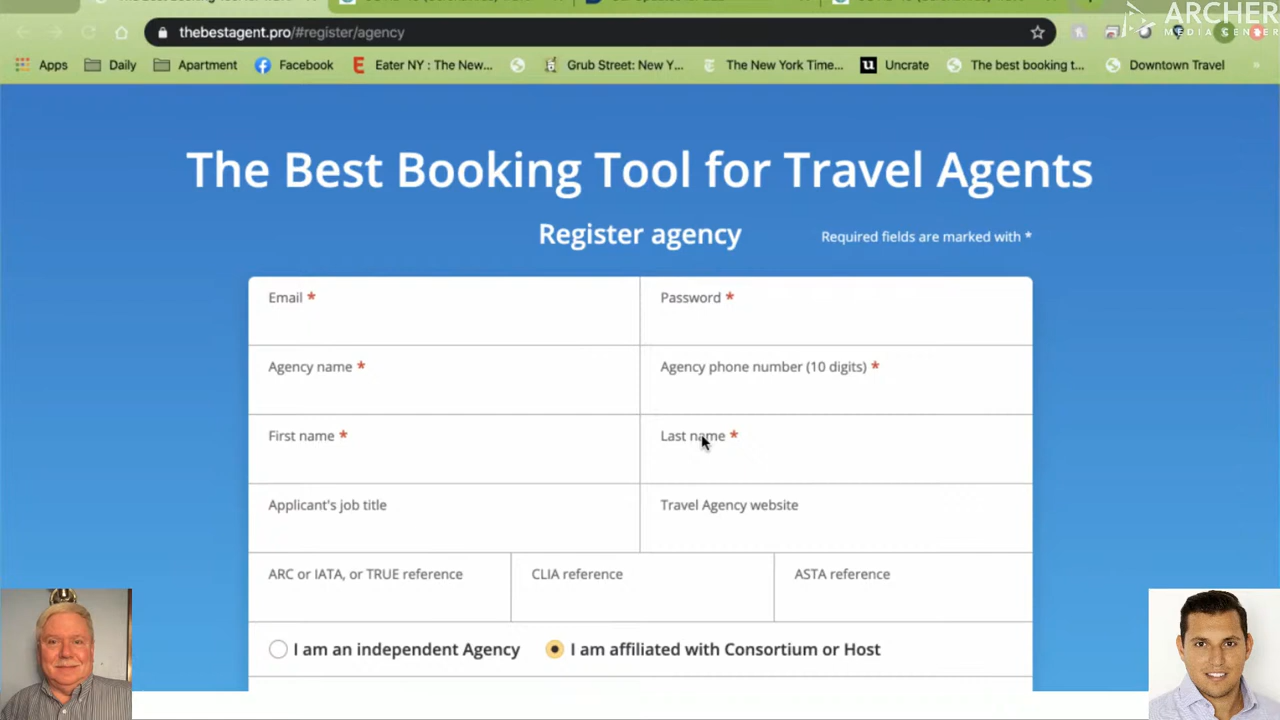 ARCHER
MEDIA CENTER
thebestagent.pro/#register/agency
Apps Daily Apartment Facebook Eater NY : The New... Grub Street: New Y... The New York Time... Uncrate The best booking t... Downtown Travel »
The Best Booking Tool for Travel Agents
Register agency
Required fields are marked with *
Email * Password *
Agency name * Agency phone number (10 digits) *
First name * Last name *
Applicant's job title Travel Agency website
ARC or IATA, or TRUE reference CLIA reference ASTA reference
I am an independent Agency I am affiliated with Consortium or Host